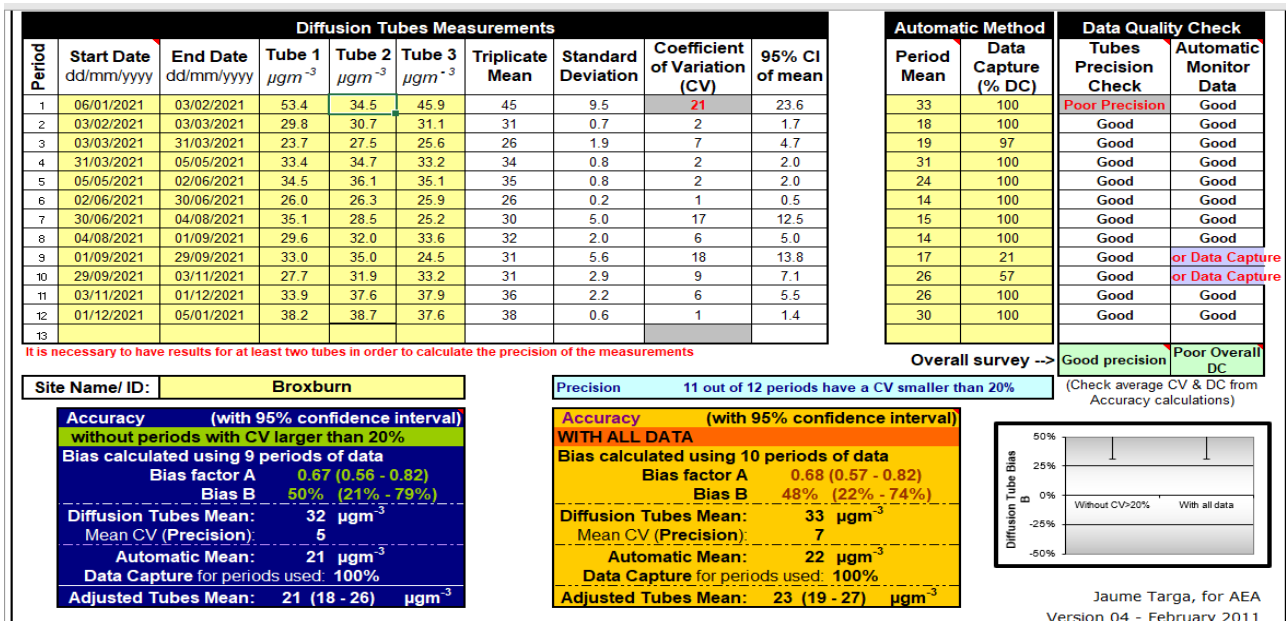 Diffusion Tubes Measurements Automatic Method Data Quality Check
Period Start Date dd/mm/yyyy End Date dd/mm/yyyy Tube 1 µgm-3 Tube 2 µgm-3 Tube 3 µgm-3 Triplicate Mean Standard Deviation Coefficient of Variation (CV) 95% CI of mean Period Mean Data Capture (% DC) Tubes Precision Check Automatic Monitor Data
1 06/01/2021 03/02/2021 53.4 34.5 45.9 45 9.5 21 23.6 33 100 Poor Precision Good
2 03/02/2021 03/03/2021 29.8 30.7 31.1 31 0.7 2 1.7 18 100 Good Good
3 03/03/2021 31/03/2021 23.7 27.5 25.6 26 1.9 7 4.7 19 97 Good Good
4 31/03/2021 05/05/2021 33.4 34.7 33.2 34 0.8 2 2.0 31 100 Good Good
5 05/05/2021 02/06/2021 34.5 36.1 35.1 35 0.8 2 2.0 24 100 Good Good
6 02/06/2021 30/06/2021 26.0 26.3 25.9 26 0.2 1 0.5 14 100 Good Good
7 30/06/2021 04/08/2021 35.1 28.5 25.2 30 5.0 17 12.5 15 100 Good Good
8 04/08/2021 01/09/2021 29.6 32.0 33.6 32 2.0 6 5.0 14 100 Good Good
9 01/09/2021 29/09/2021 33.0 35.0 24.5 31 5.6 18 13.8 17 21 Good or Data Capture
10 29/09/2021 03/11/2021 27.7 31.9 33.2 31 2.9 9 7.1 26 57 Good or Data Capture
11 03/11/2021 01/12/2021 33.9 37.6 37.9 36 2.2 6 5.5 26 100 Good Good
12 01/12/2021 05/01/2021 38.2 38.7 37.6 38 0.6 1 1.4 30 100 Good Good
13
It is necessary to have results for at least two tubes in order to calculate the precision of the measurements
Overall survey --> Good precision Poor Overall DC
Site Name/ ID: Broxburn
Precision 11 out of 12 periods have a CV smaller than 20%
(Check average CV & DC from
Accuracy calculations)
Accuracy (with 95% confidence interval)
without periods with CV larger than 20%
Bias calculated using 9 periods of data
Bias factor A 0.67 (0.56 - 0.82)
Bias B 50% (21% - 79%)
Diffusion Tubes Mean: 32 µgm-3
Mean CV (Precision): 5
Automatic Mean: 21 µgm-3
Data Capture for periods used: 100%
Adjusted Tubes Mean: 21 (18 - 26) µgm-3
Accuracy (with 95% confidence interval)
WITH ALL DATA
Bias calculated using 10 periods of data
Bias factor A 0.68 (0.57 - 0.82)
Bias B 48% (22% - 74%)
Diffusion Tubes Mean: 33 µgm-3
Mean CV (Precision): 7
Automatic Mean: 22 µgm-3
Data Capture for periods used: 100%
Adjusted Tubes Mean: 23 (19 - 27) µgm-3
Diffusion Tube Bias B
50%
25%
0%
-25%
-50%
Without CV>20% With all data
Jaume Targa, for AEA
Version 04 - February 2011